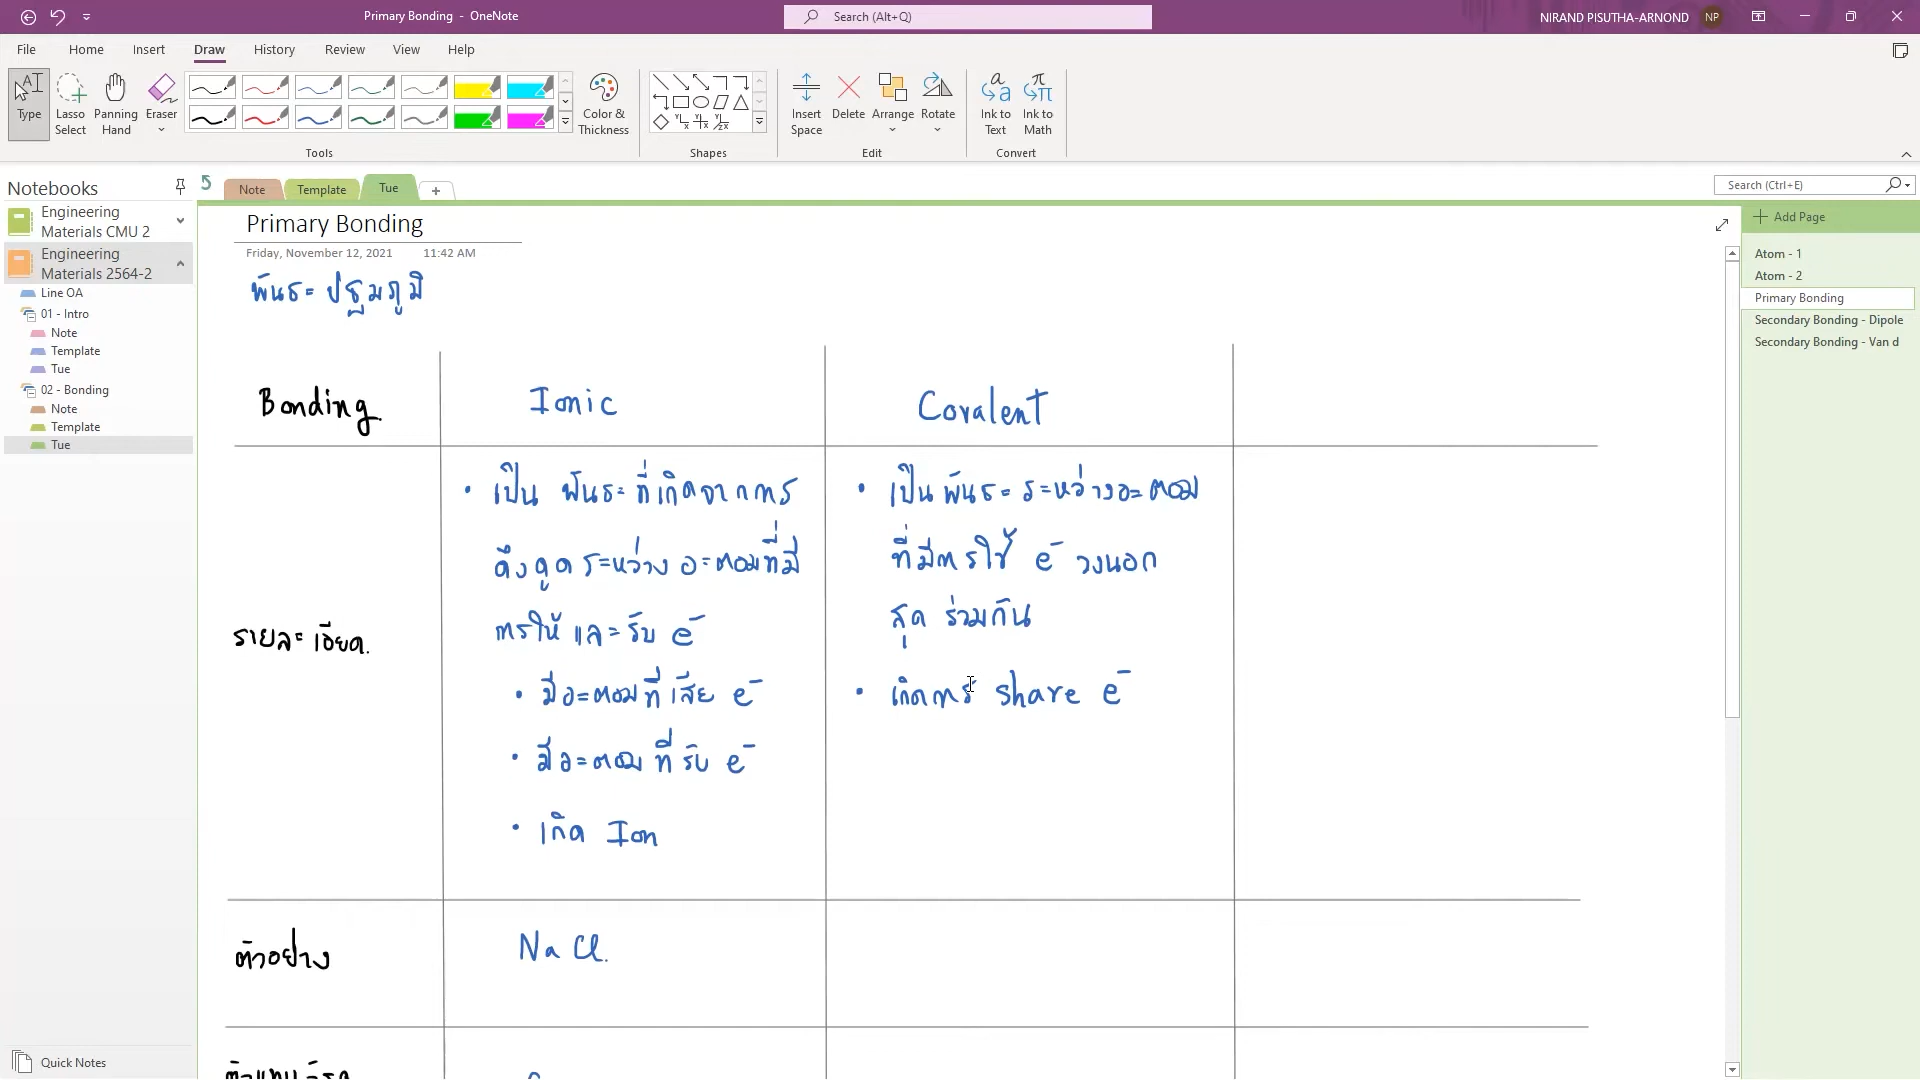 Primary Bonding - OneNote
Search (Alt+Q)
NIRAND PISUTHA-ARNOND
NP
File Home Insert Draw History Review View Help
Type
Lasso Select
Panning Hand
Eraser
Color & Thickness
Insert Space
Delete
Arrange
Rotate
Ink to Text
Ink to Math
Tools
Shapes
Edit
Convert
Notebooks
Note
Template
Tue
Search (Ctrl+E)
Engineering Materials CMU 2
Engineering Materials 2564-2
Line OA
01 - Intro
Note
Template
Tue
02 - Bonding
Note
Template
Tue
Quick Notes
Add Page
Atom - 1
Atom - 2
Primary Bonding
Secondary Bonding - Dipole
Secondary Bonding - Van d
Primary Bonding
Friday, November 12, 2021 11:42 AM
พันธะ ปฐมภูมิ
Bonding
Ionic
Covalent
รายละเอียด
• เป็น พันธะ ที่เกิดจากการ
ดึงดูด ระหว่าง อะตอมที่มี
การให้ และรับ e⁻
• มีอะตอมที่ เสีย e⁻
• มีอะตอม ที่ รับ e⁻
• เกิด Ion
• เป็นพันธะ ระหว่างอะตอม
ที่มีการใช้ e⁻ วงนอก
สุด ร่วมกัน
• เกิดการ share e⁻
ตัวอย่าง
NaCl.